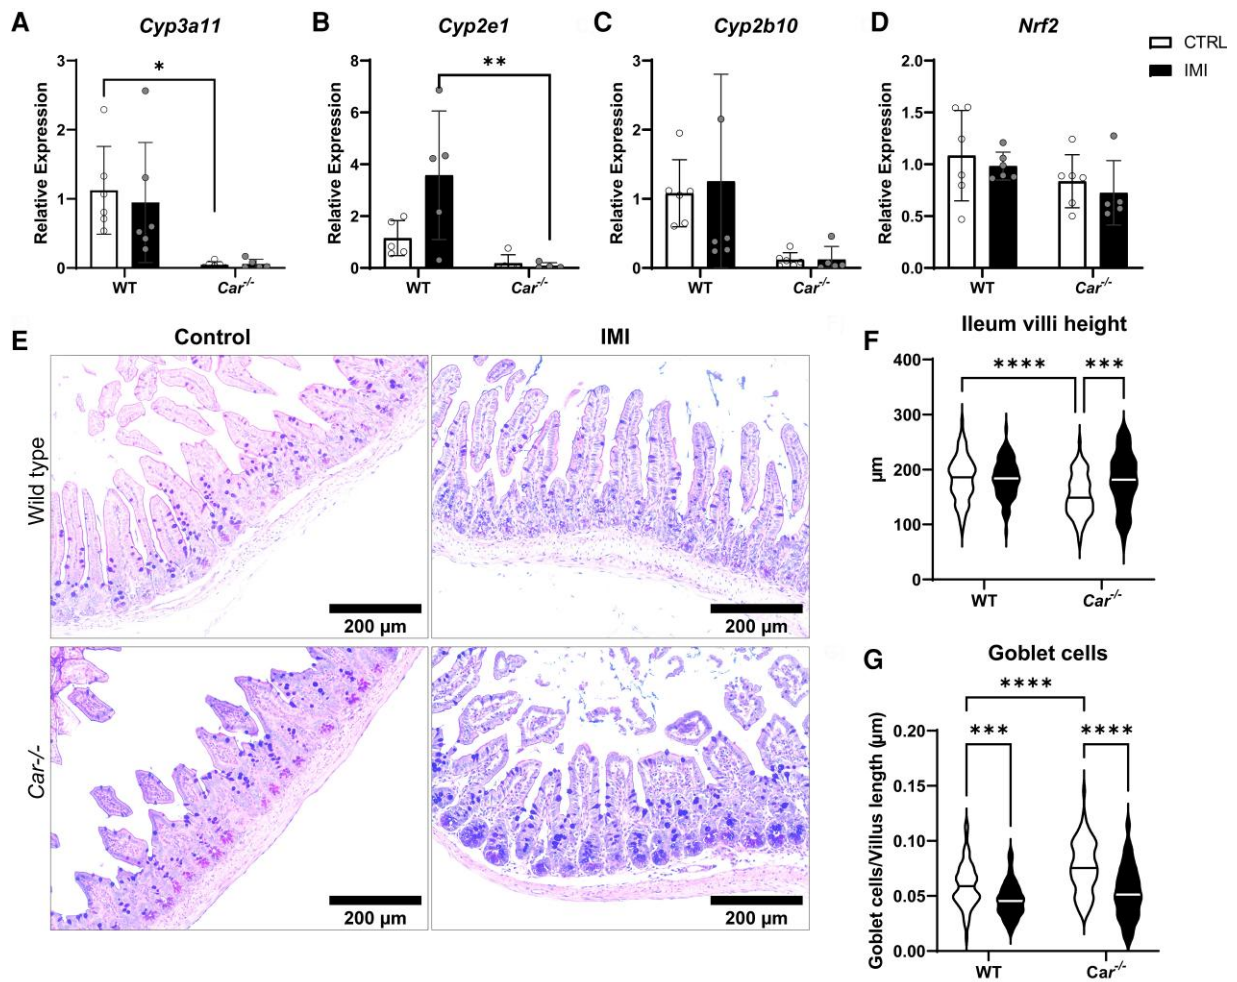 A Cyp3a11
Relative Expression
3
2
1
0
*
WT Car-/-
B Cyp2e1
Relative Expression
8
6
4
2
0
**
WT Car-/-
C Cyp2b10
Relative Expression
3
2
1
0
WT Car-/-
D Nrf2
Relative Expression
2.0
1.5
1.0
0.5
0.0
WT Car-/-
CTRL
IMI
E Control IMI
Wild type
200 µm 200 µm
Car-/-
200 µm 200 µm
F Ileum villi height
µm
400
300
200
100
0
**** ***
WT Car-/-
G Goblet cells
Goblet cells/Villus length (µm)
****
*** ****
0.20
0.15
0.10
0.05
0.00
WT Car-/-